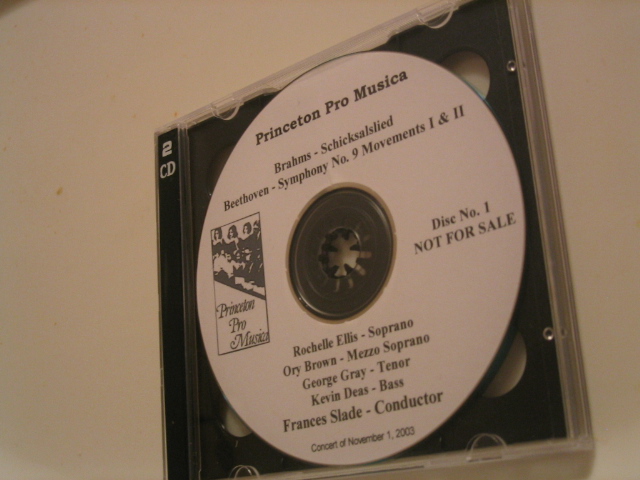 2
CD
Princeton Pro Musica
Brahms - Schicksalslied
Beethoven - Symphony No. 9 Movements I & II
Princeton
Pro
Musica
Disc No. 1
NOT FOR SALE
Rochelle Ellis - Soprano
Ory Brown - Mezzo Soprano
George Gray - Tenor
Kevin Deas - Bass
Frances Slade - Conductor
Concert of November 1, 2003